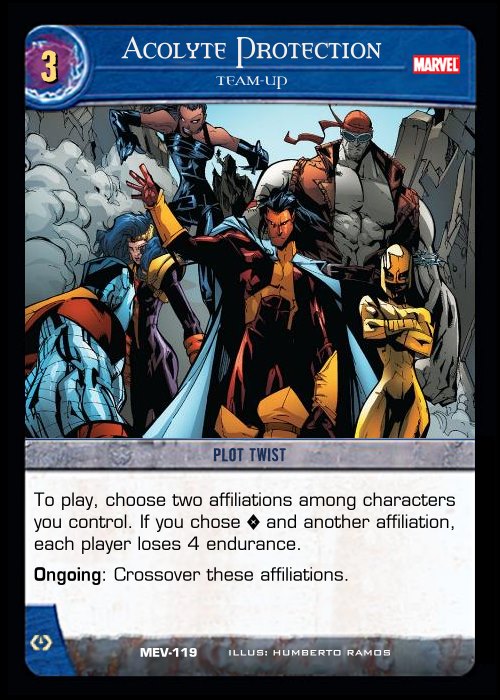 3
ACOLYTE PROTECTION
TEAM-UP
MARVEL
PLOT TWIST
To play, choose two affiliations among characters
you control. If you chose and another affiliation,
each player loses 4 endurance.
Ongoing: Crossover these affiliations.
MEV-119 ILLUS: HUMBERTO RAMOS